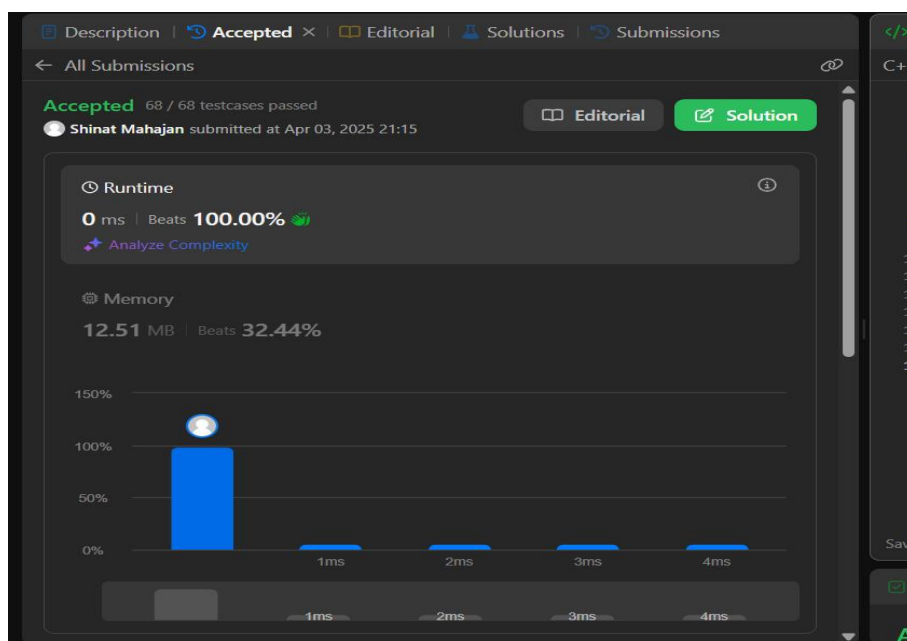 Description Accepted × Editorial Solutions Submissions
← All Submissions
Accepted 68 / 68 testcases passed
Shinat Mahajan submitted at Apr 03, 2025 21:15
Editorial Solution
Runtime
0 ms Beats 100.00%
Analyze Complexity
Memory
12.51 MB Beats 32.44%
150%
100%
50%
0%
1ms 2ms 3ms 4ms
1ms 2ms 3ms 4ms